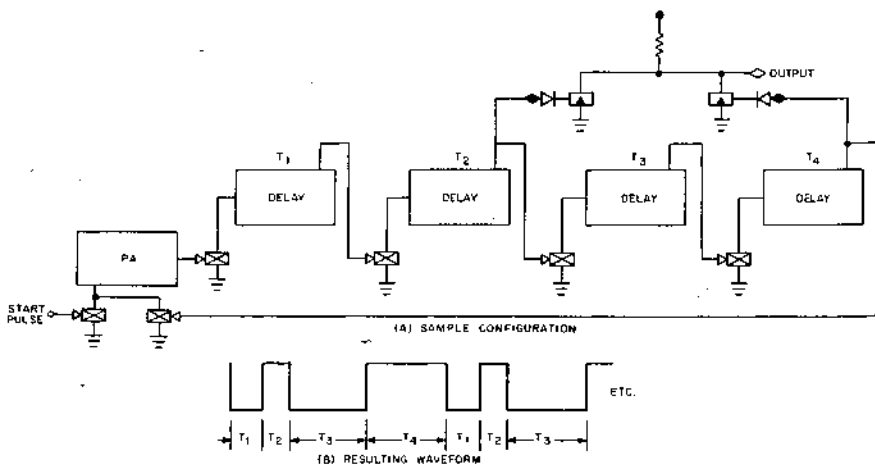 OUTPUT
T1
T2
T3
T4
DELAY
DELAY
DELAY
DELAY
PA
START
PULSE
(A) SAMPLE CONFIGURATION
ETC.
T1
T2
T3
T4
T1
T2
T3
(B) RESULTING WAVEFORM